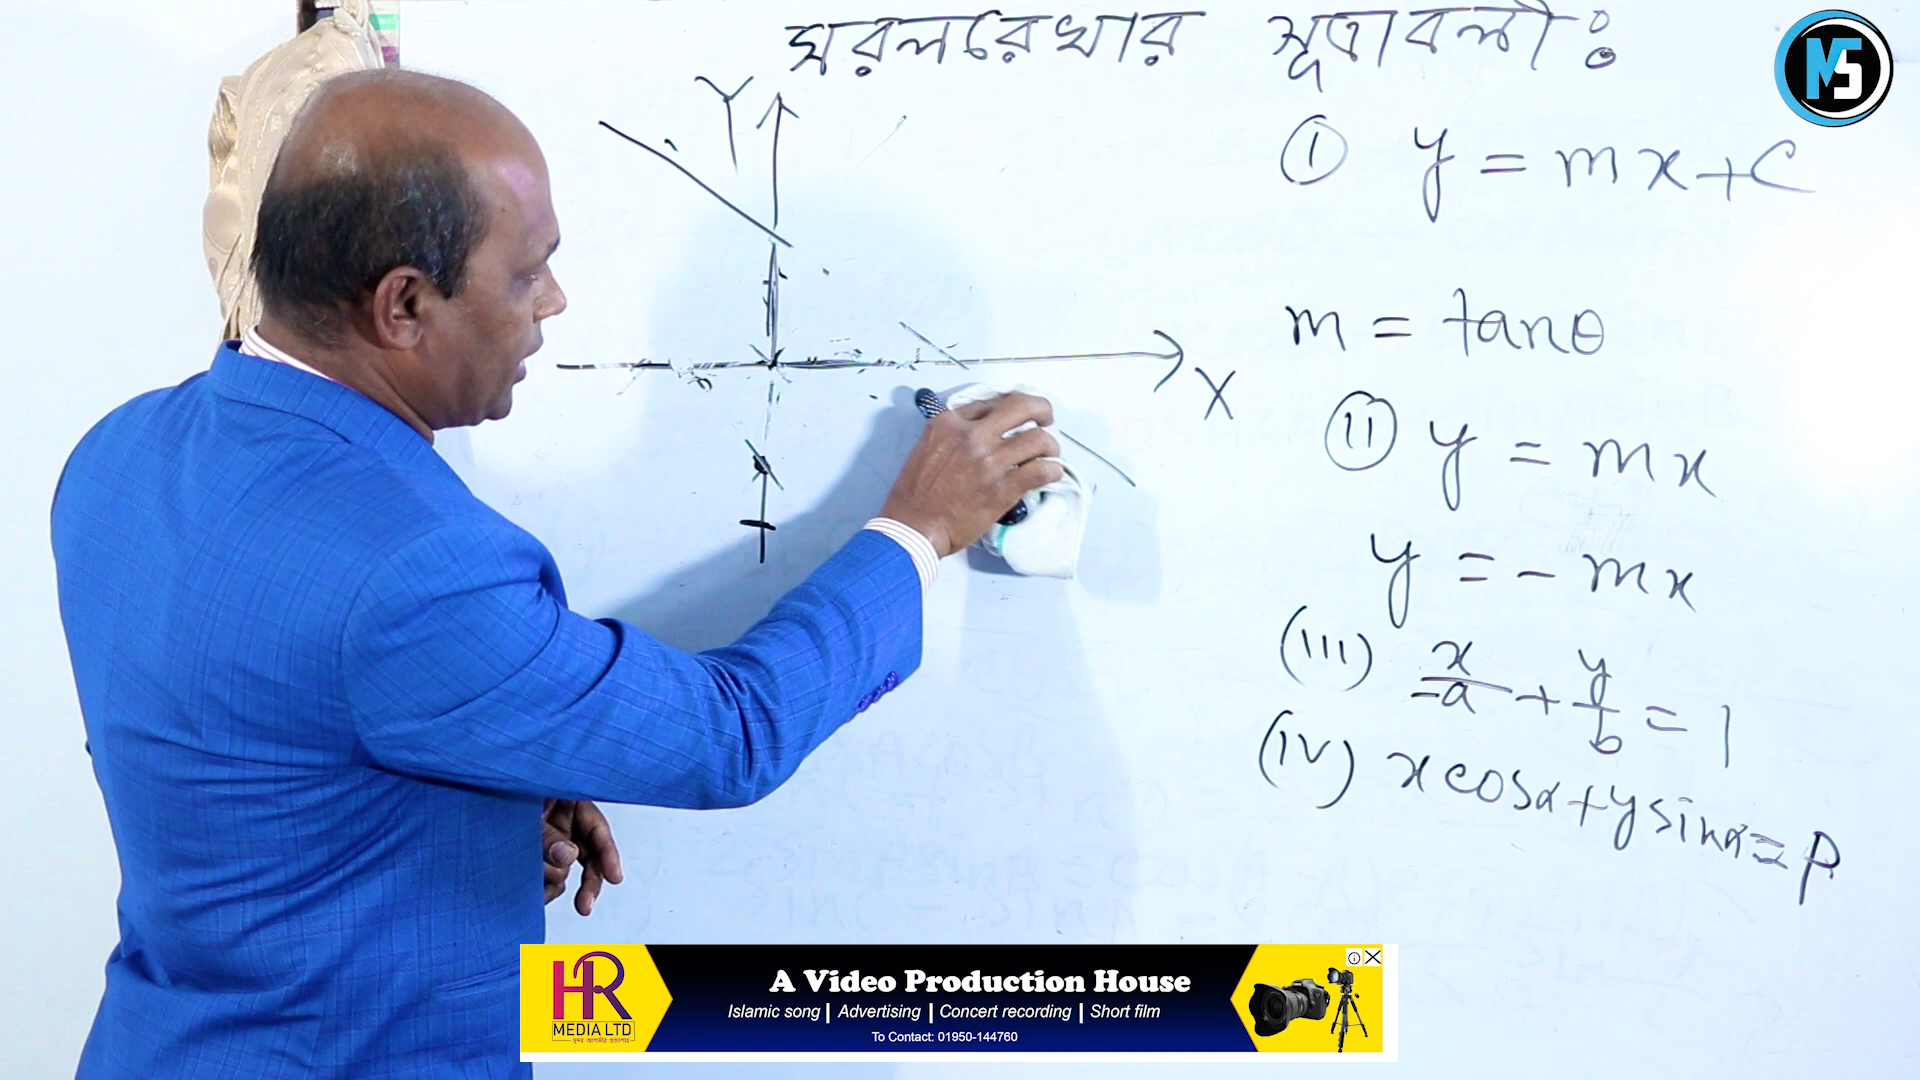 সরলরেখার সূত্রাবলী:
MS
Y
X
(i) y = mx + c
m = tanθ
(ii) y = mx
y = - mx
(iii) x/-a + y/b = 1
(iv) x cosα + y sinα = p
HR
MEDIA LTD
A Video Production House
Islamic song | Advertising | Concert recording | Short film
To Contact: 01950-144760